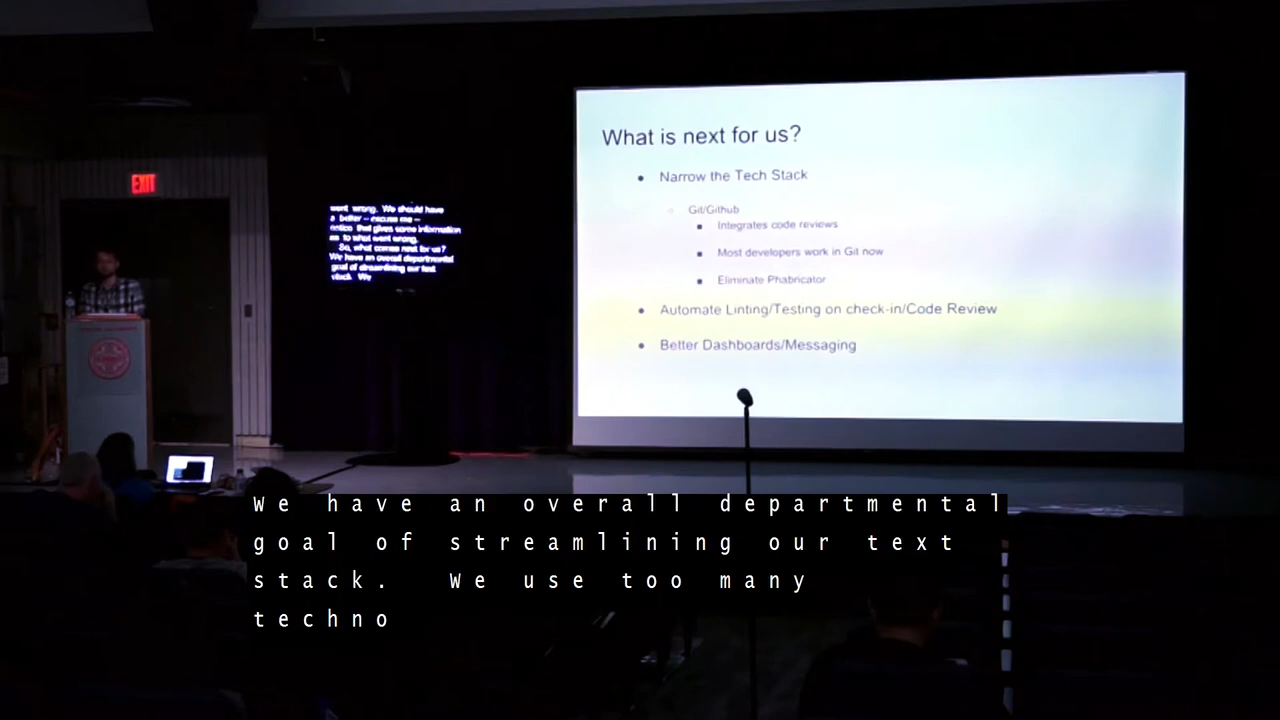 EXIT
What is next for us?
Narrow the Tech Stack
Git/Github
Integrates code reviews
Most developers work in Git now
Eliminate Phabricator
Automate Linting/Testing on check-in/Code Review
Better Dashboards/Messaging
went wrong. We should have
a better -- excuse me --
notice that gives some information
as to what went wrong.
So, what comes next for us?
We have an overall departmental
goal of streamlining our text
stack. We
We have an overall departmental
goal of streamlining our text
stack. We use too many
techno